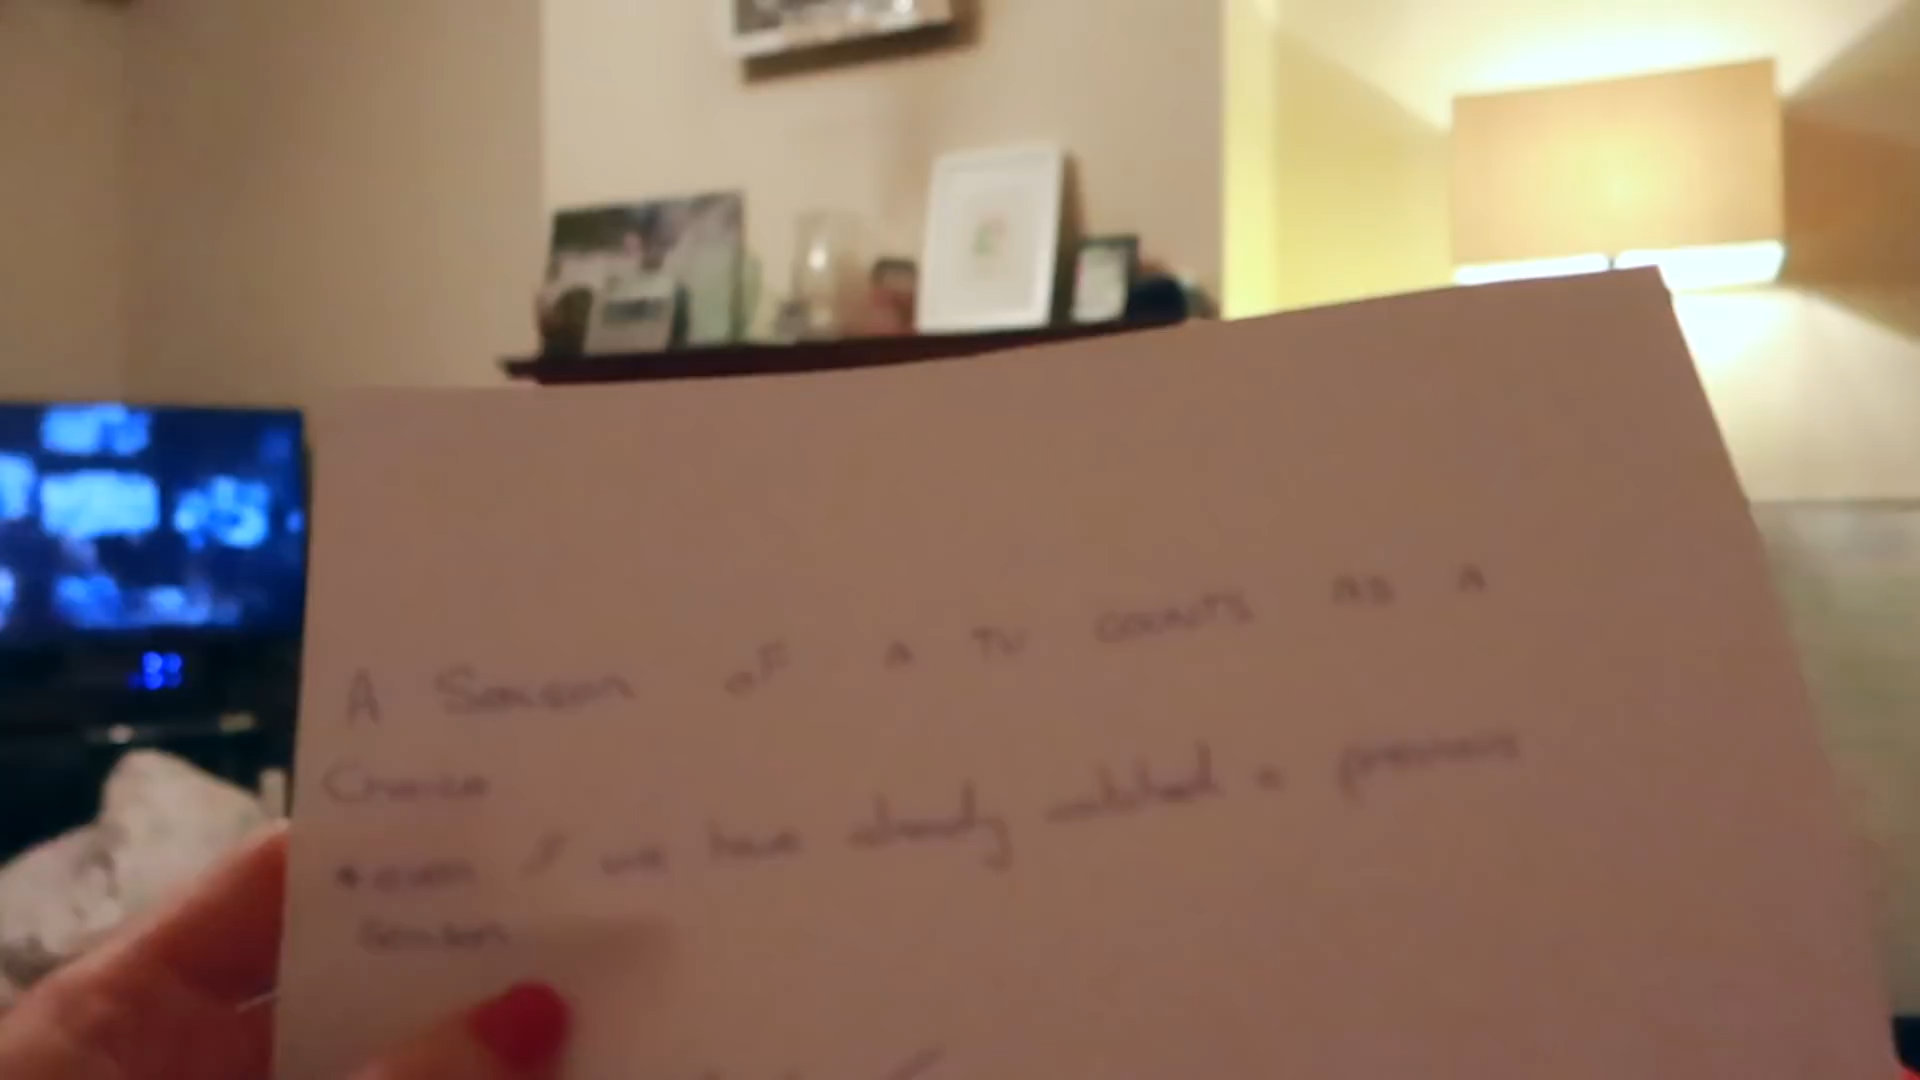 A Season OF A TV COUNTS AS A
Choice
* even if we have already watched a previous
season